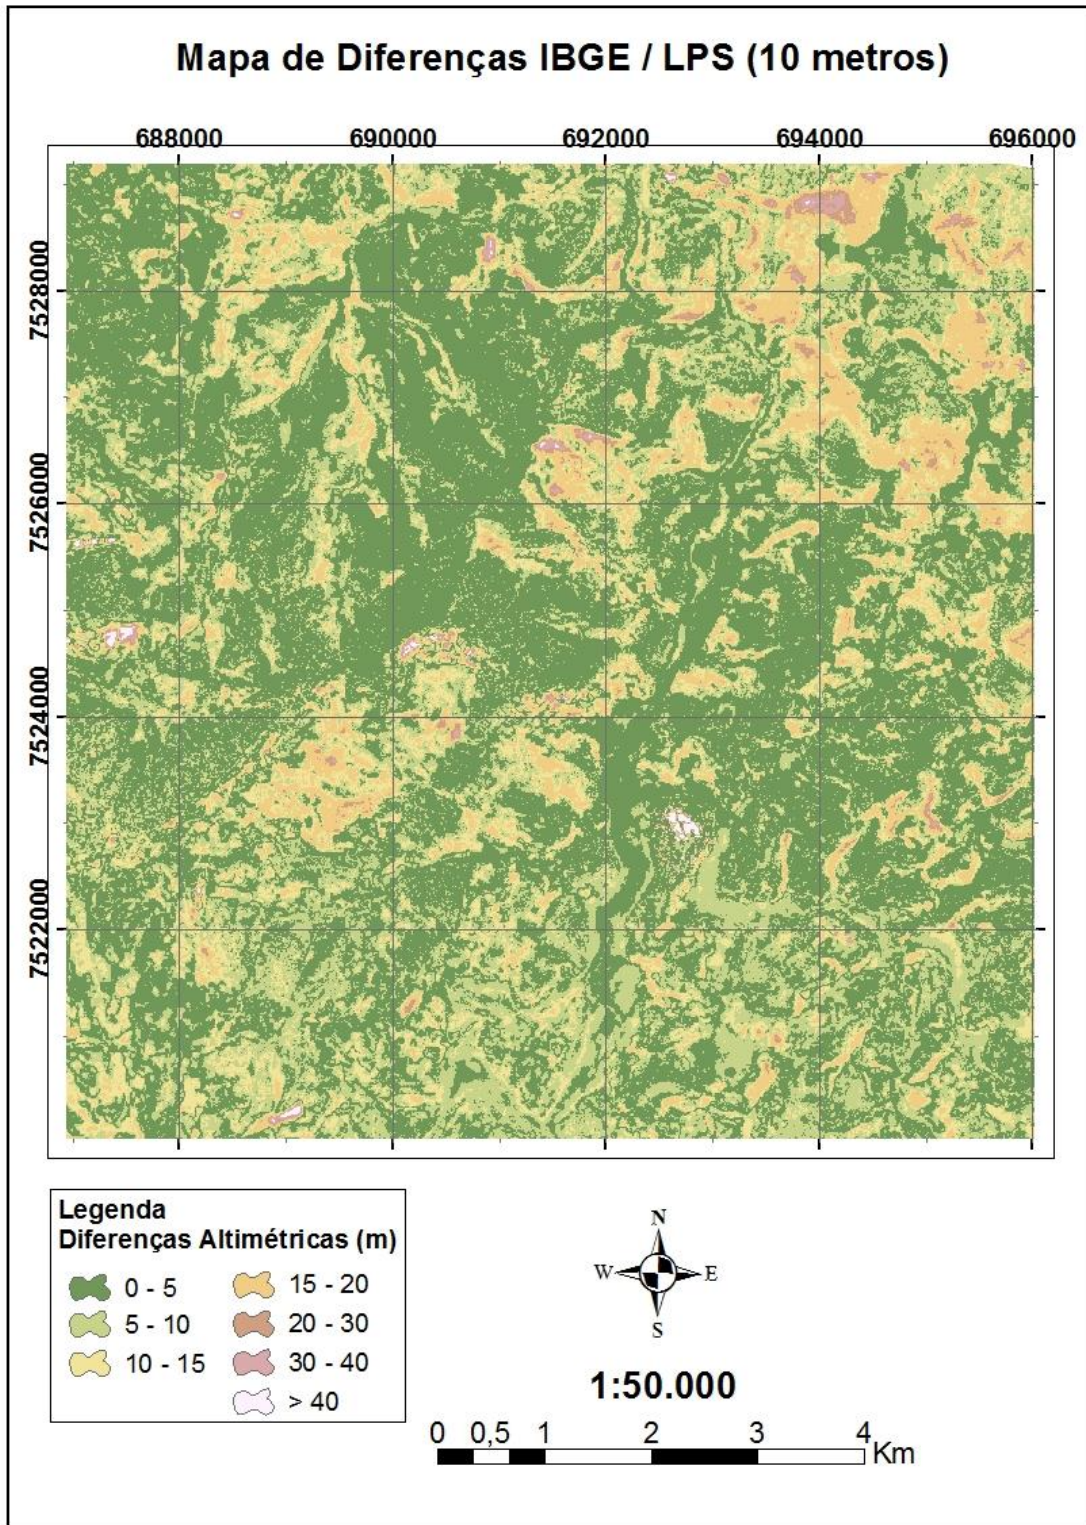 Mapa de Diferenças IBGE / LPS (10 metros)
688000 690000 692000 694000 696000
7528000
7526000
7524000
7522000
Legenda
Diferenças Altimétricas (m)
0 - 5
5 - 10
10 - 15
15 - 20
20 - 30
30 - 40
> 40
N
W E
S
1:50.000
0 0,5 1 2 3 4
Km